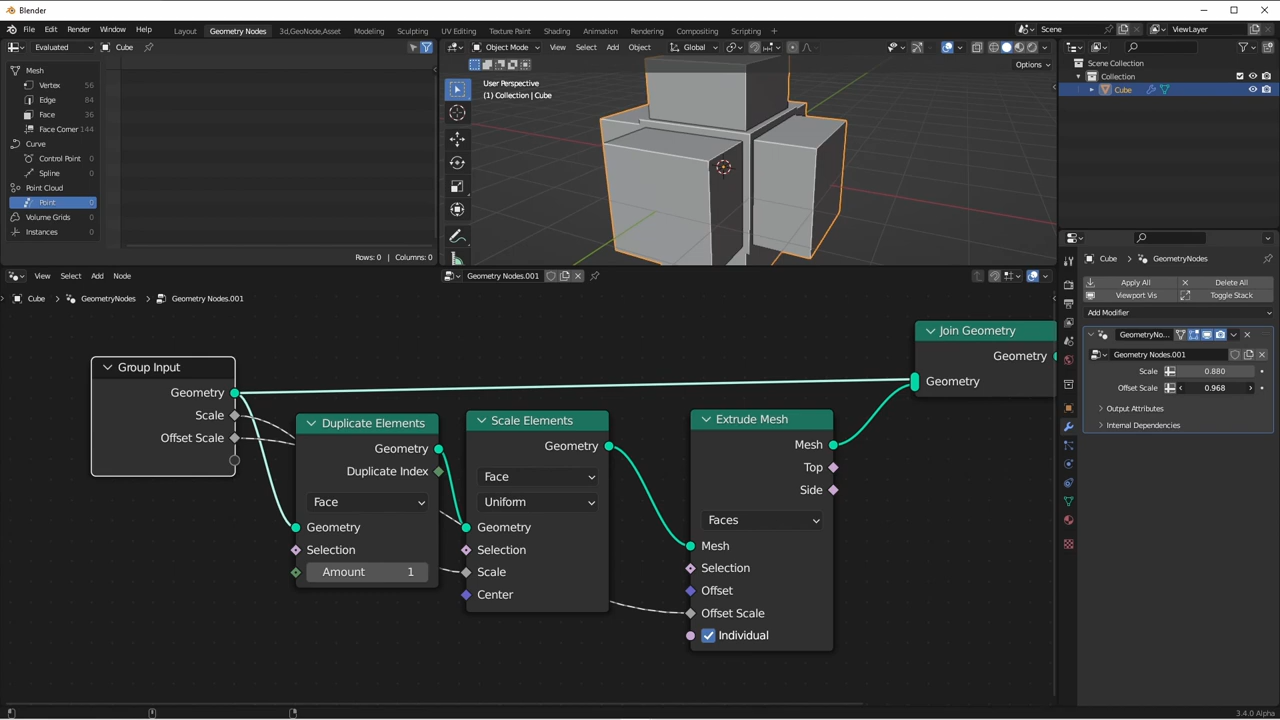 Blender
File Edit Render Window Help
Layout Geometry Nodes 3d,GeoNode,Asset Modeling Sculpting UV Editing Texture Paint Shading Animation Rendering Compositing Scripting
Scene ViewLayer
Evaluated Cube
Object Mode View Select Add Object Global
Options
Mesh
Vertex 56
Edge 84
Face 36
Face Corner 144
Curve
Control Point 0
Spline 0
Point Cloud
Point 0
Volume Grids 0
Instances 0
Rows: 0 | Columns: 0
User Perspective
(1) Collection | Cube
Scene Collection
Collection
Cube
View Select Add Node
Geometry Nodes.001
Cube GeometryNodes Geometry Nodes.001
Group Input
Geometry
Scale
Offset Scale
Duplicate Elements
Geometry
Duplicate Index
Face
Geometry
Selection
Amount 1
Scale Elements
Geometry
Face
Uniform
Geometry
Selection
Scale
Center
Extrude Mesh
Mesh
Top
Side
Faces
Mesh
Selection
Offset
Offset Scale
Individual
Join Geometry
Geometry
Geometry
Cube GeometryNodes
Apply All Delete All
Viewport Vis Toggle Stack
Add Modifier
GeometryNo...
Geometry Nodes.001
Scale 0.880
Offset Scale 0.968
Output Attributes
Internal Dependencies
3.4.0 Alpha